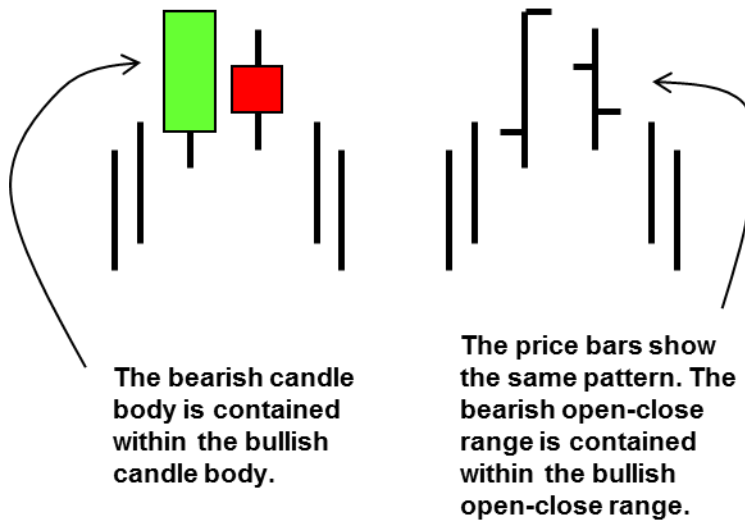 The bearish candle
body is contained
within the bullish
candle body.
The price bars show
the same pattern. The
bearish open-close
range is contained
within the bullish
open-close range.